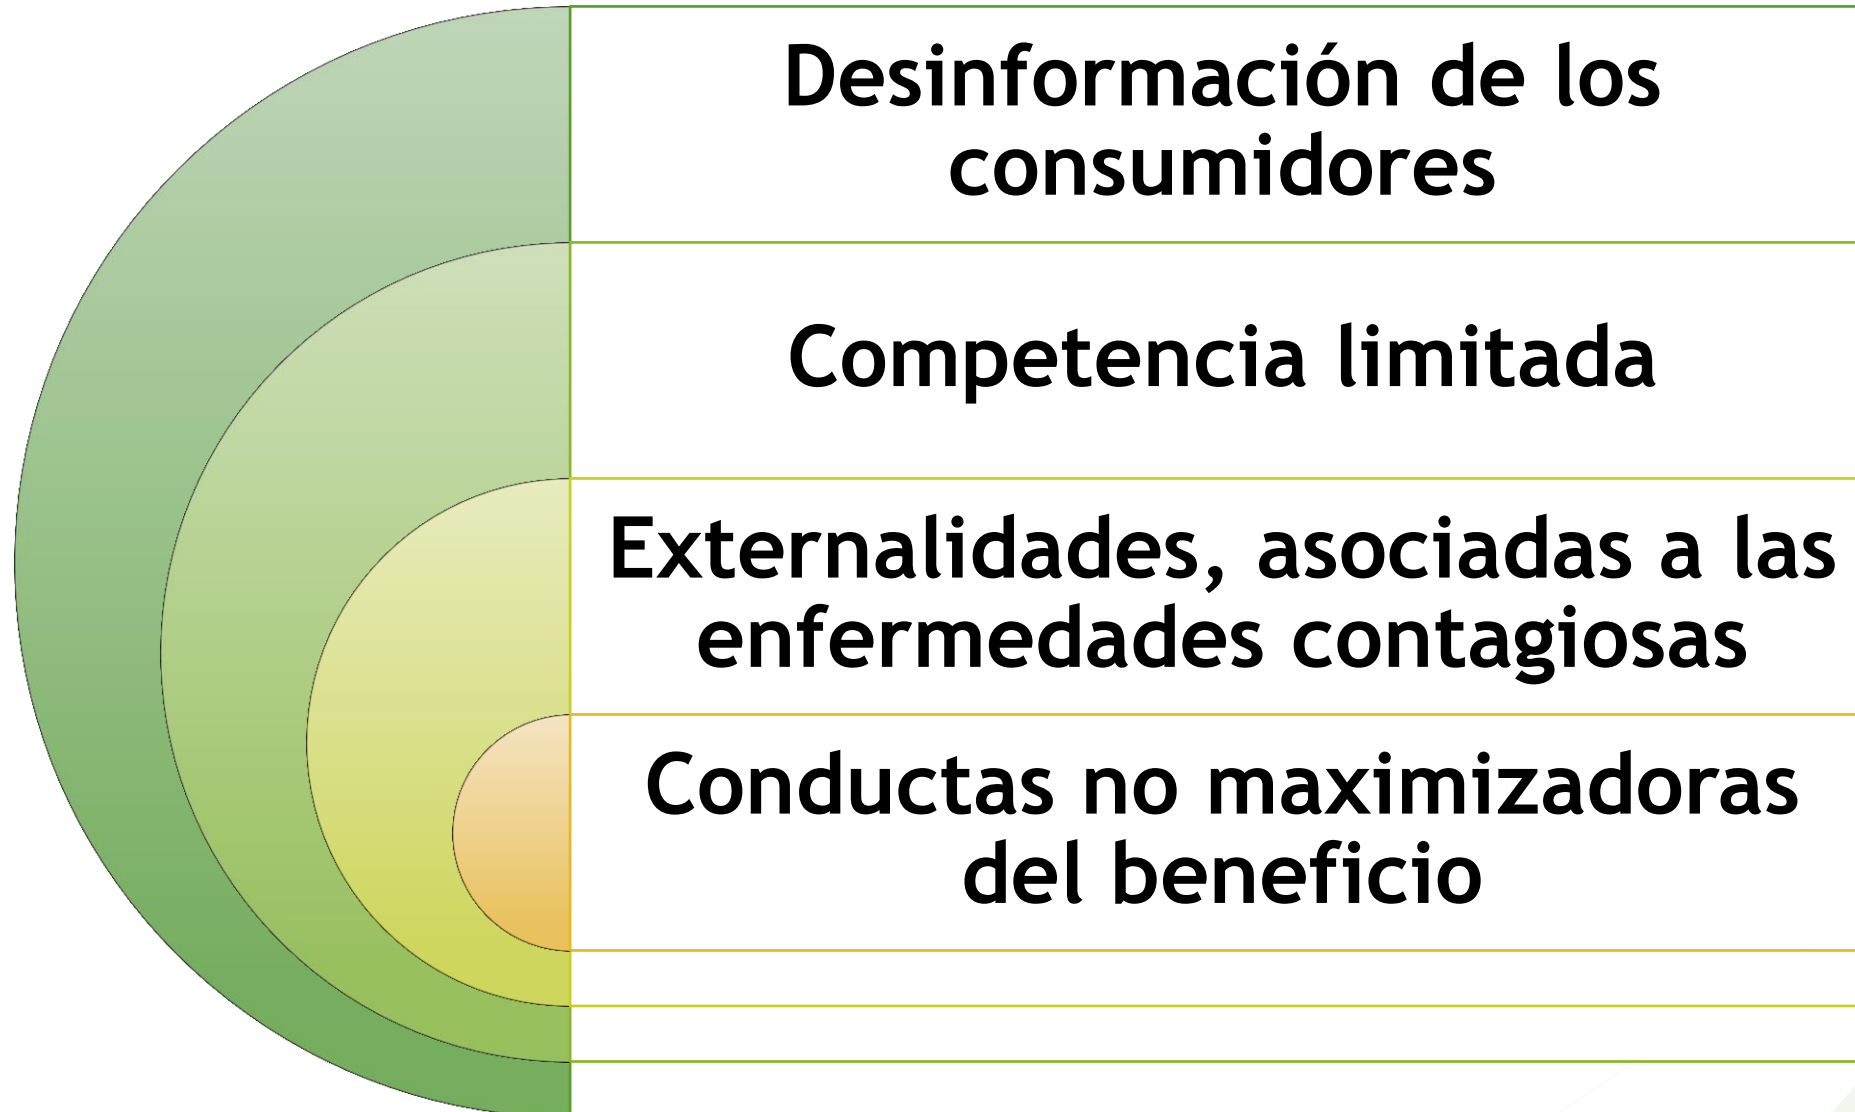 Desinformación de los
consumidores
Competencia limitada
Externalidades, asociadas a las
enfermedades contagiosas
Conductas no maximizadoras
del beneficio